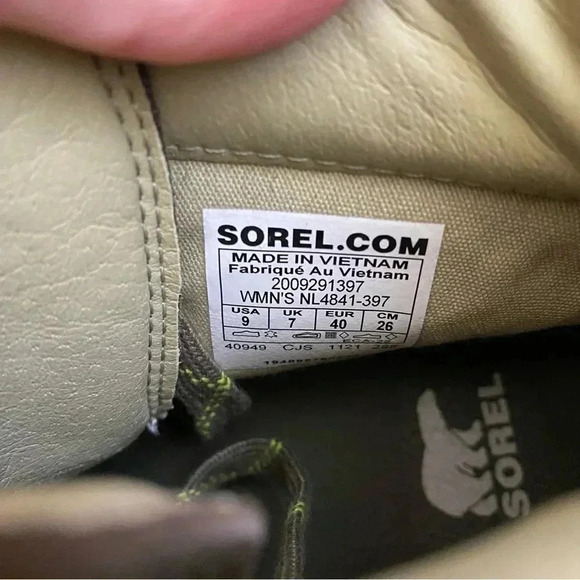 SOREL.COM
MADE IN VIETNAM
Fabriqué Au Vietnam
2009291397
WMN'S NL4841-397
USA UK EUR CM
9 7 40 26
40949 CJS 1121
SOREL